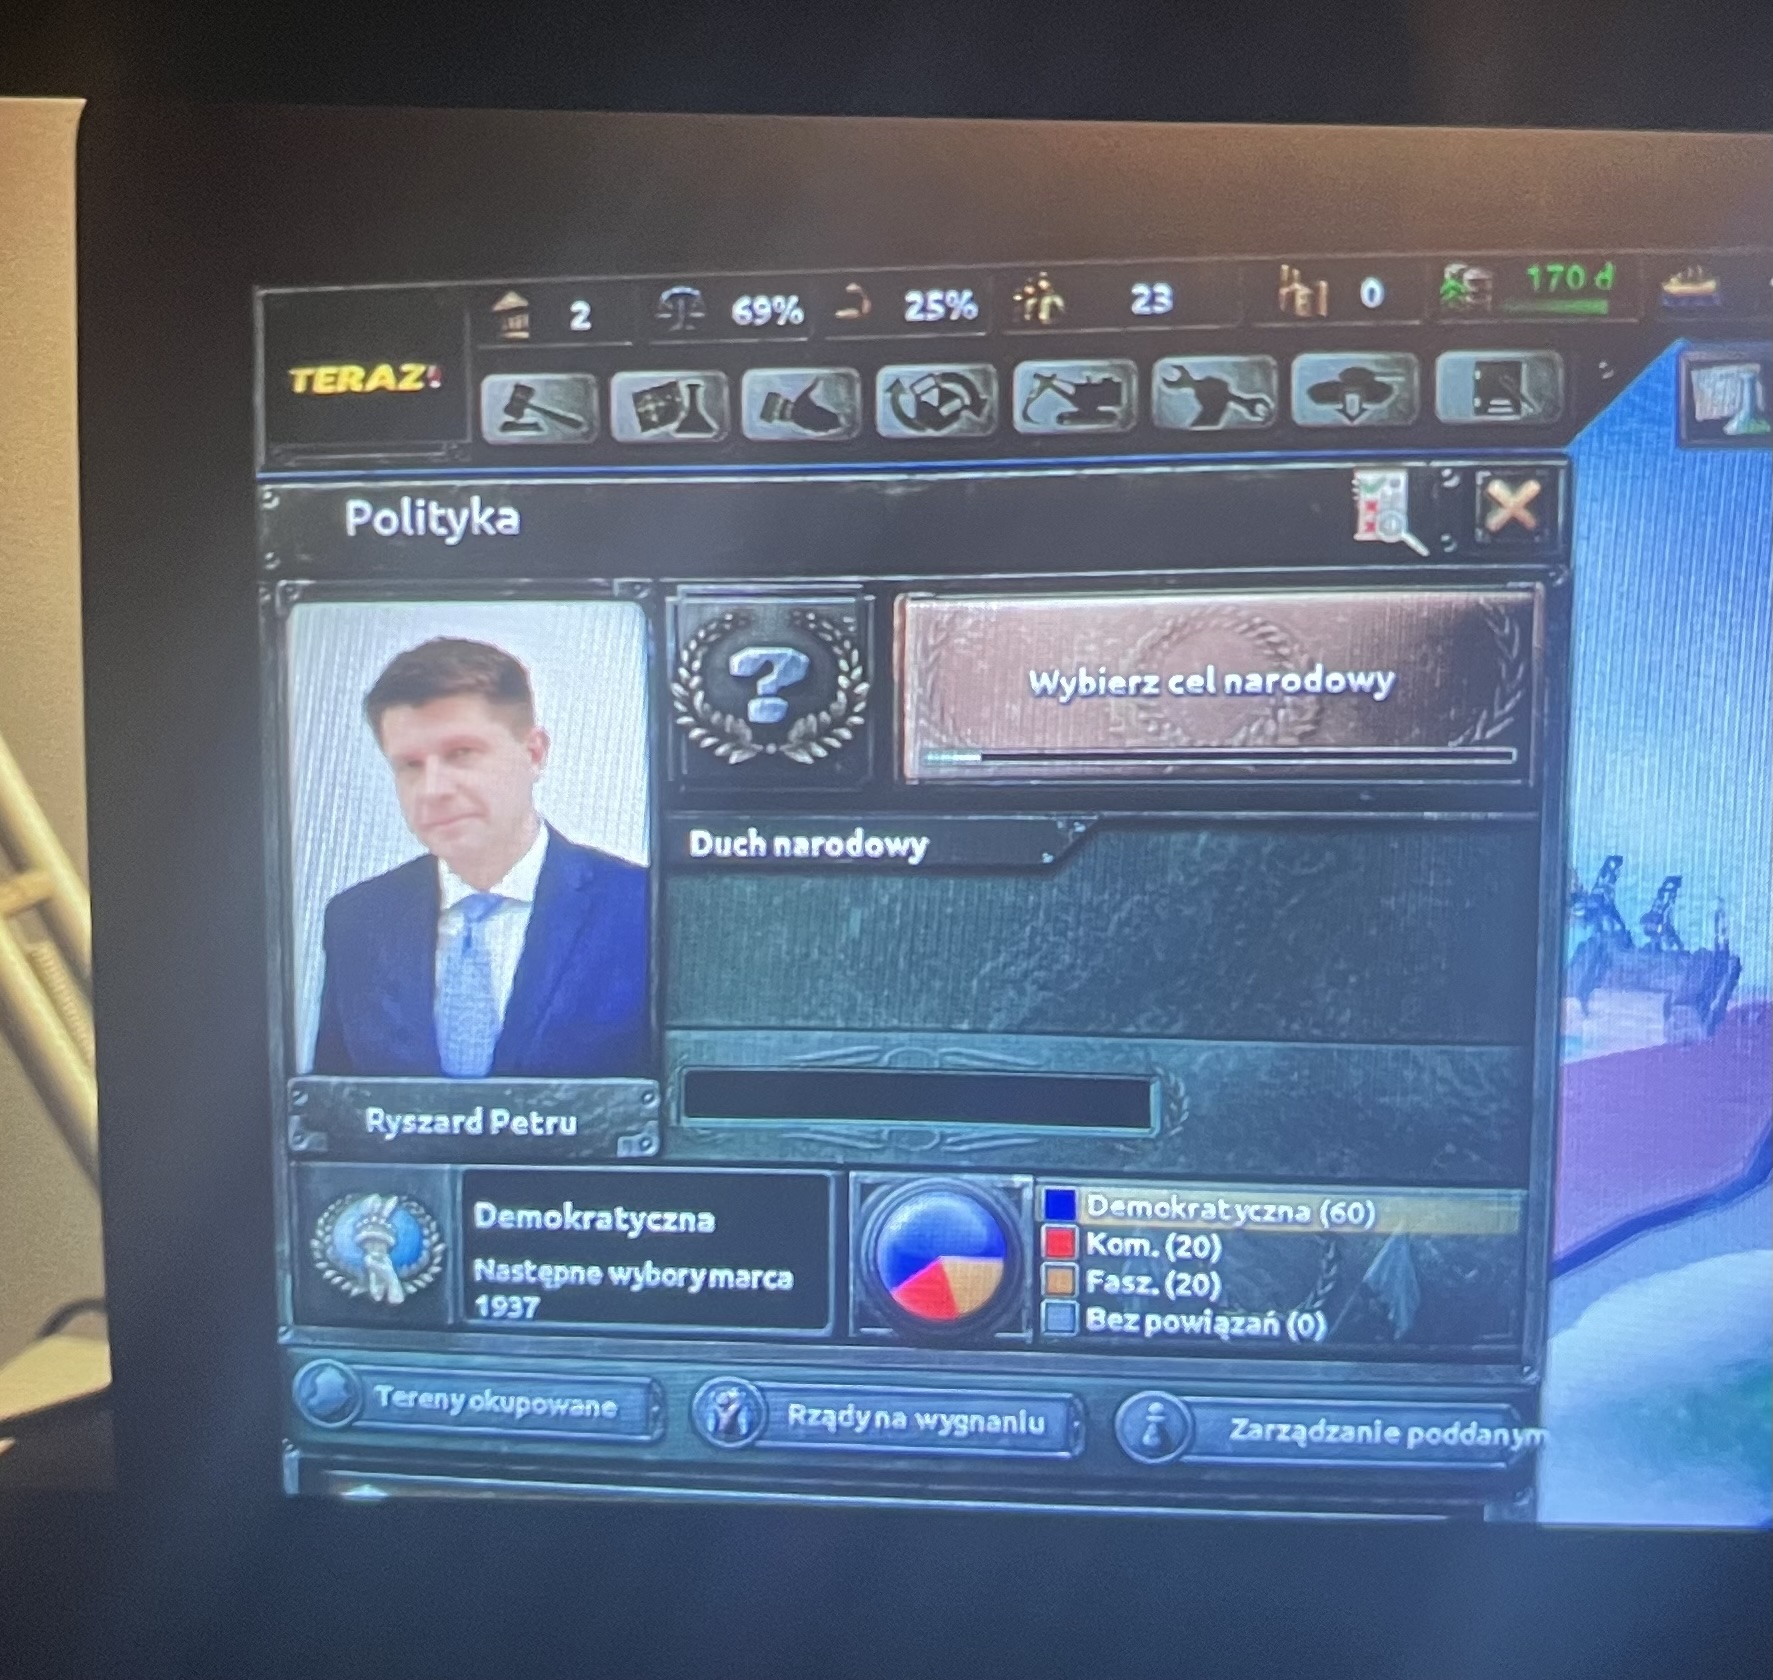 2 69% 25% 23 0 170 d
TERAZ!
Polityka
Wybierz cel narodowy
Duch narodowy
Ryszard Petru
Demokratyczna
Następne wybory marca
1937
Demokratyczna (60)
Kom. (20)
Fasz. (20)
Bez powiązań (0)
Tereny okupowane
Rządy na wygnaniu
Zarządzanie poddanym